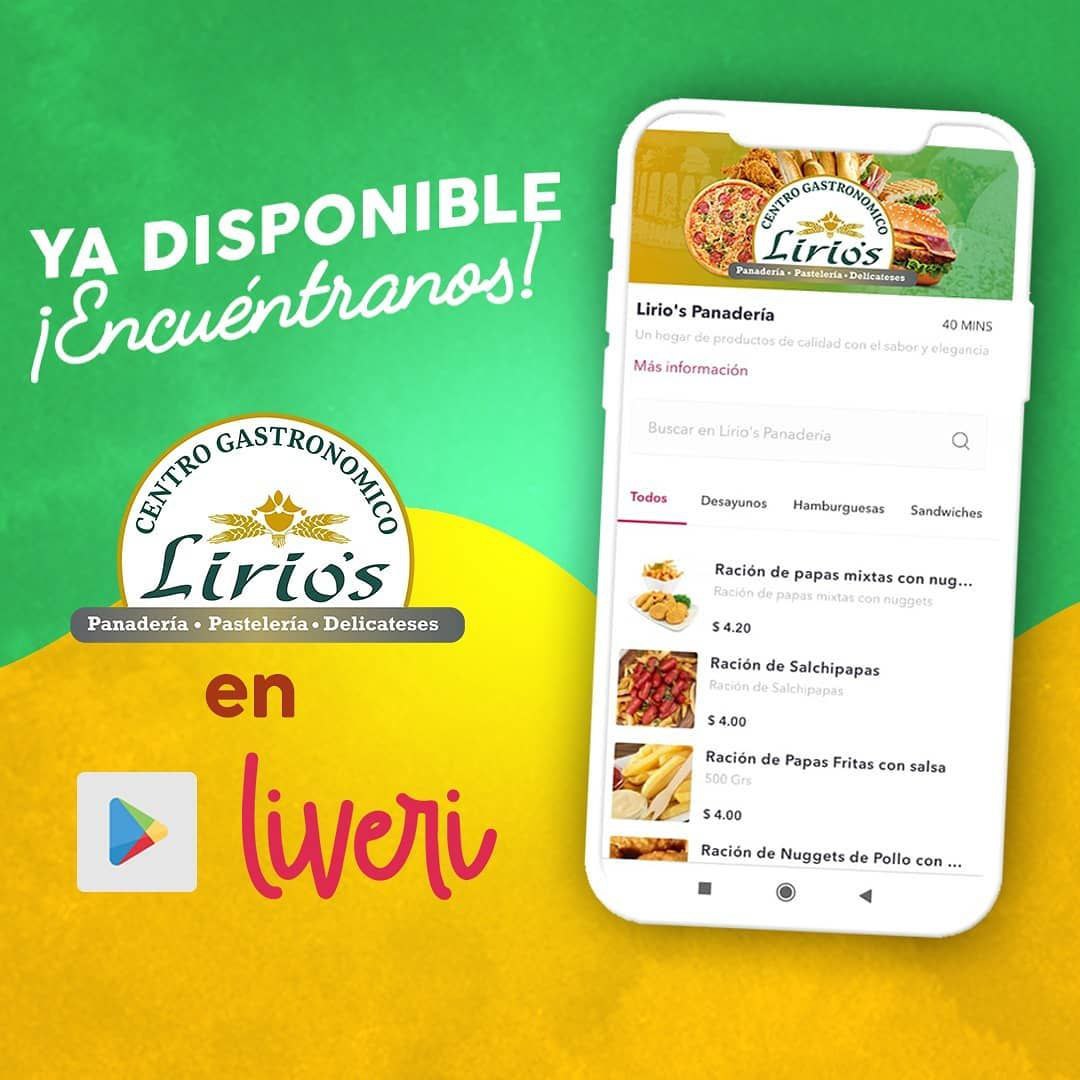 YA DISPONIBLE
¡Encuéntranos!
CENTRO GASTRONOMICO
Lirio's
Panadería • Pastelería • Delicateses
en
liveri
CENTRO GASTRONOMICO
Lirio's
Panadería • Pastelería • Delicateses
Lirio's Panadería
40 MINS
Un hogar de productos de calidad con el sabor y elegancia
Más información
Buscar en Lirio's Panadería
Todos Desayunos Hamburguesas Sandwiches
Ración de papas mixtas con nug...
Ración de papas mixtas con nuggets
$ 4.20
Ración de Salchipapas
Ración de Salchipapas
$ 4.00
Ración de Papas Fritas con salsa
500 Grs
$ 4.00
Ración de Nuggets de Pollo con ...